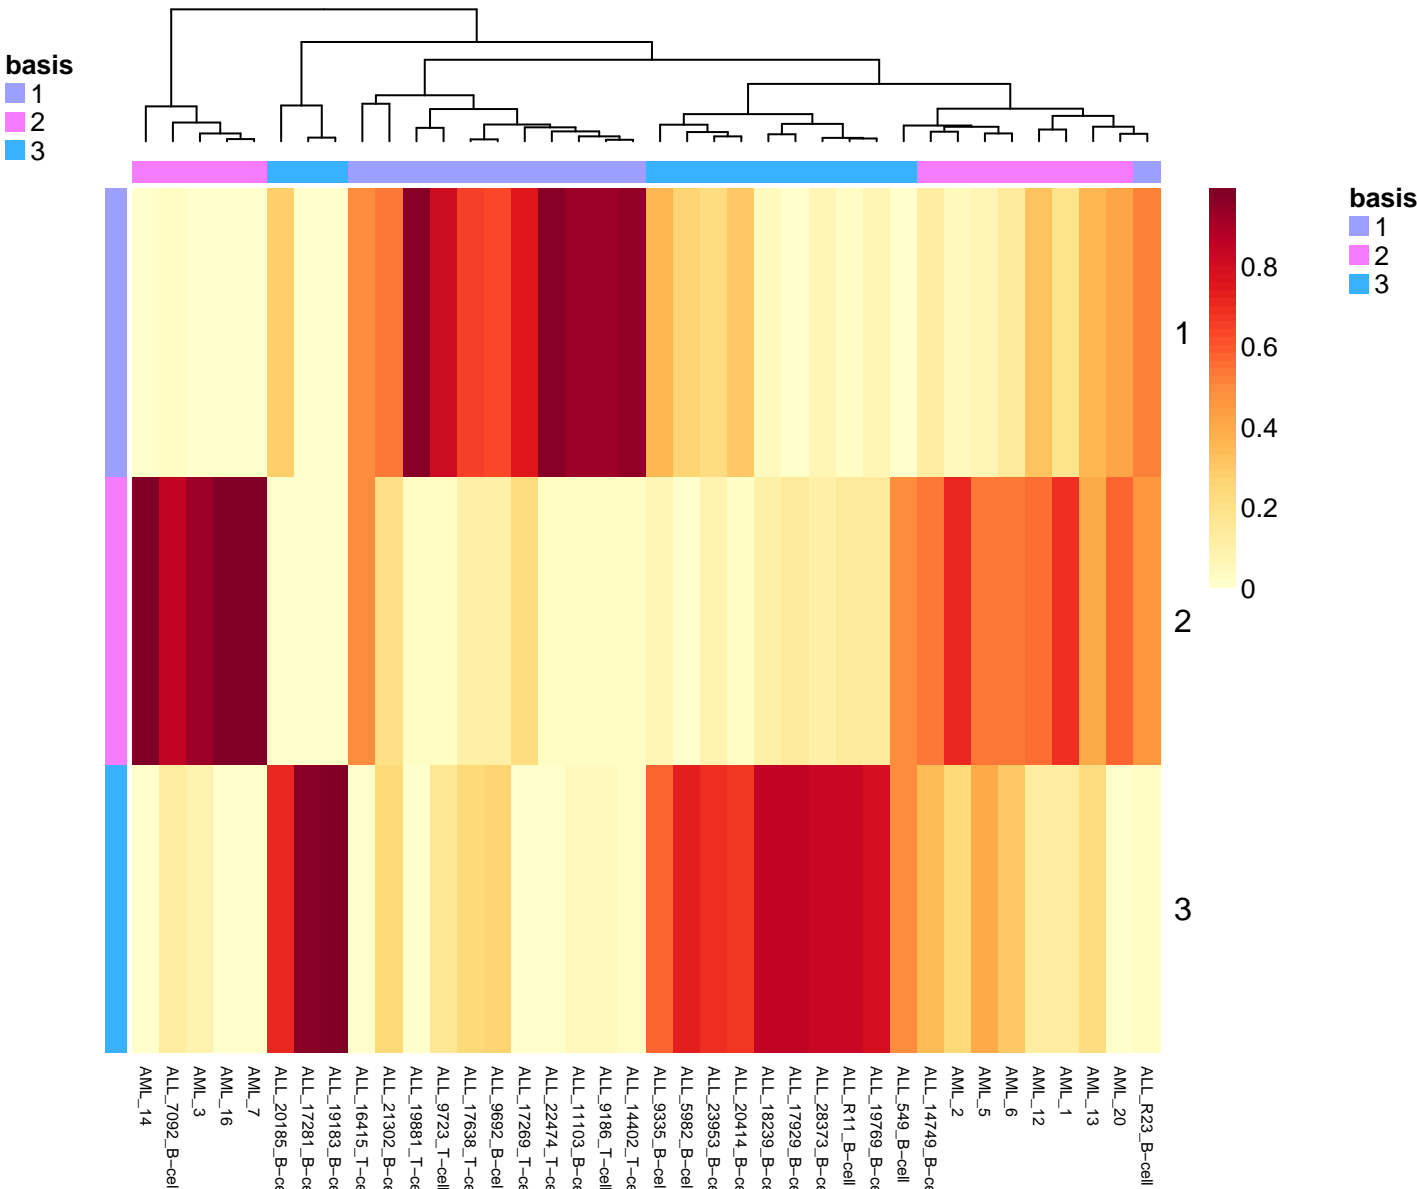 basis
1
2
3
basis
1
2
3
0.8
0.6
0.4
0.2
0
1
2
3
AML_14
ALL_7092_B−cell
AML_3
AML_16
AML_7
ALL_20185_B−ce
ALL_17281_B−ce
ALL_19183_B−ce
ALL_16415_T−ce
ALL_21302_B−ce
ALL_19881_T−ce
ALL_9723_T−cell
ALL_17638_T−ce
ALL_9692_B−cell
ALL_17269_T−ce
ALL_22474_T−ce
ALL_11103_B−ce
ALL_9186_T−cell
ALL_14402_T−ce
ALL_9335_B−cell
ALL_5982_B−cell
ALL_23953_B−ce
ALL_20414_B−ce
ALL_18239_B−ce
ALL_17929_B−ce
ALL_28373_B−ce
ALL_R11_B−cell
ALL_19769_B−ce
ALL_549_B−cell
ALL_14749_B−ce
AML_2
AML_5
AML_6
AML_12
AML_1
AML_13
AML_20
ALL_R23_B−cell